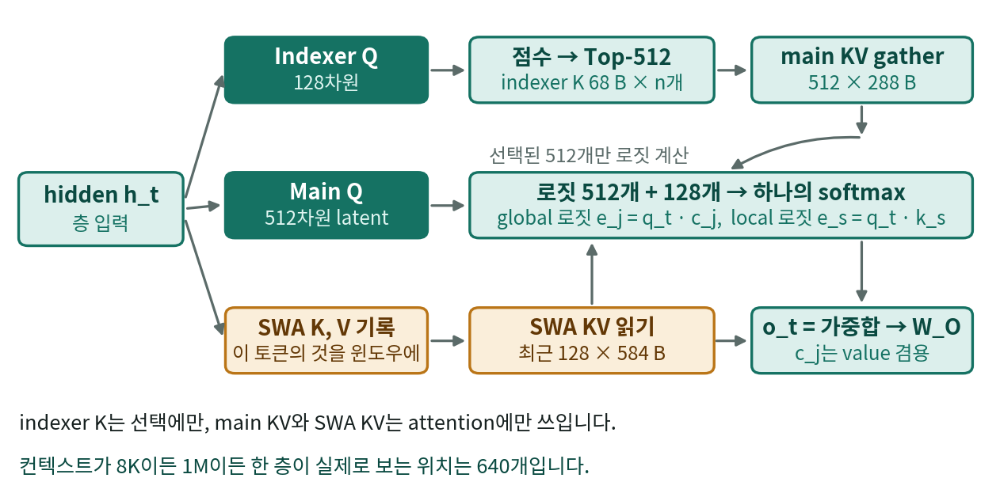 Indexer Q
128차원
점수 → Top-512
indexer K 68 B × n개
main KV gather
512 × 288 B
선택된 512개만 로짓 계산
hidden h_t
층 입력
Main Q
512차원 latent
로짓 512개 + 128개 → 하나의 softmax
global 로짓 e_j = q_t · c_j,  local 로짓 e_s = q_t · k_s
SWA K, V 기록
이 토큰의 것을 윈도우에
SWA KV 읽기
최근 128 × 584 B
o_t = 가중합 → W_O
c_j는 value 겸용
indexer K는 선택에만, main KV와 SWA KV는 attention에만 쓰입니다.
컨텍스트가 8K이든 1M이든 한 층이 실제로 보는 위치는 640개입니다.